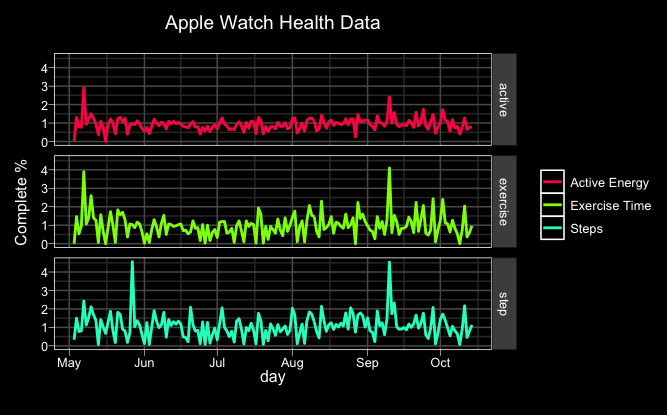 Apple Watch Health Data
Complete %
4
3
2
1
0
active
4
3
2
1
0
exercise
4
3
2
1
0
step
May Jun Jul Aug Sep Oct
day
Active Energy
Exercise Time
Steps